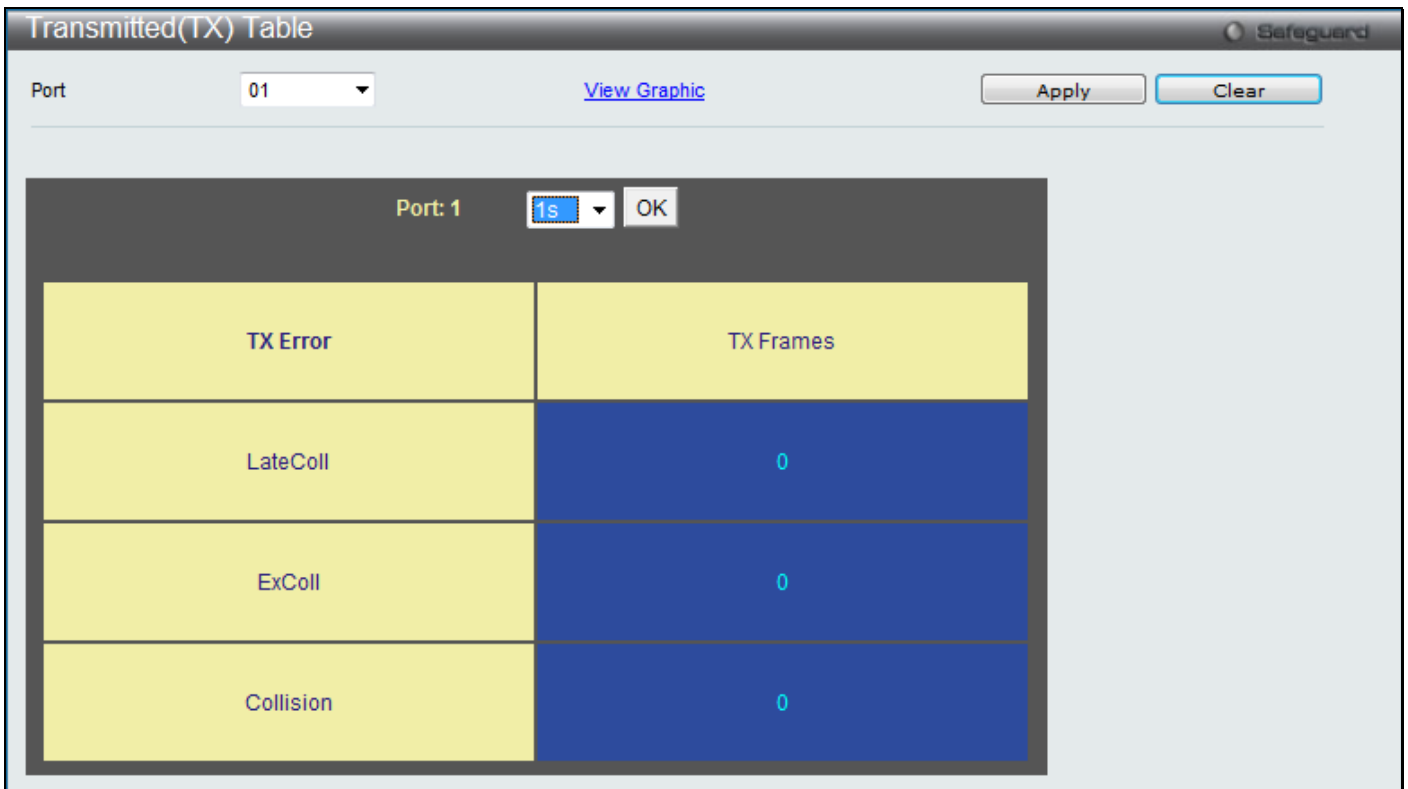 Transmitted(TX) Table
Safeguard
Port 01 View Graphic Apply Clear
Port: 1 1s OK
TX Error TX Frames
LateColl 0
ExColl 0
Collision 0